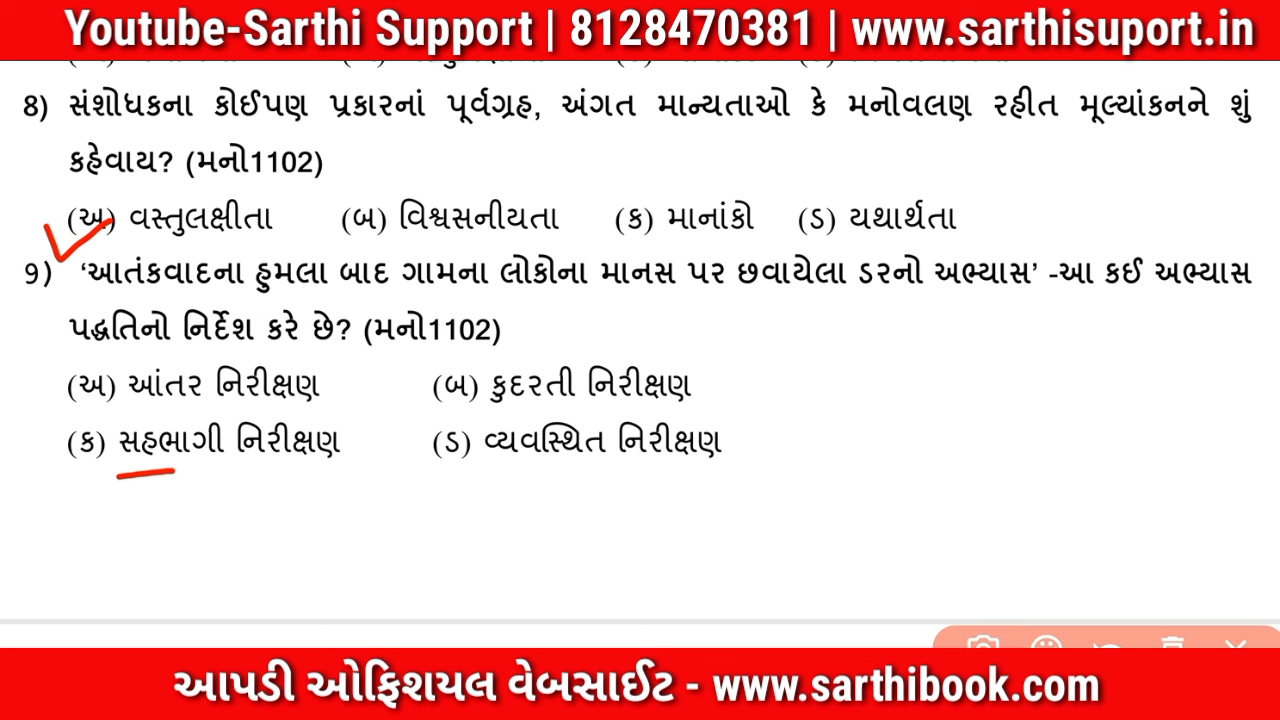 Youtube-Sarthi Support | 8128470381 | www.sarthisuport.in
8) સંશોધકના કોઈપણ પ્રકારનાં પૂર્વગ્રહ, અંગત માન્યતાઓ કે મનોવલણ રહીત મૂલ્યાંકનને શું
કહેવાય? (મનો1102)
(અ) વસ્તુલક્ષીતા (બ) વિશ્વસનીયતા (ક) માનાંકો (ડ) યથાર્થતા
9) ‘આતંકવાદના હુમલા બાદ ગામના લોકોના માનસ પર છવાયેલા ડરનો અભ્યાસ’ -આ કઈ અભ્યાસ
પદ્ધતિનો નિર્દેશ કરે છે? (મનો1102)
(અ) આંતર નિરીક્ષણ (બ) કુદરતી નિરીક્ષણ
(ક) સહભાગી નિરીક્ષણ (ડ) વ્યવસ્થિત નિરીક્ષણ
આપડી ઓફિશયલ વેબસાઈટ - www.sarthibook.com